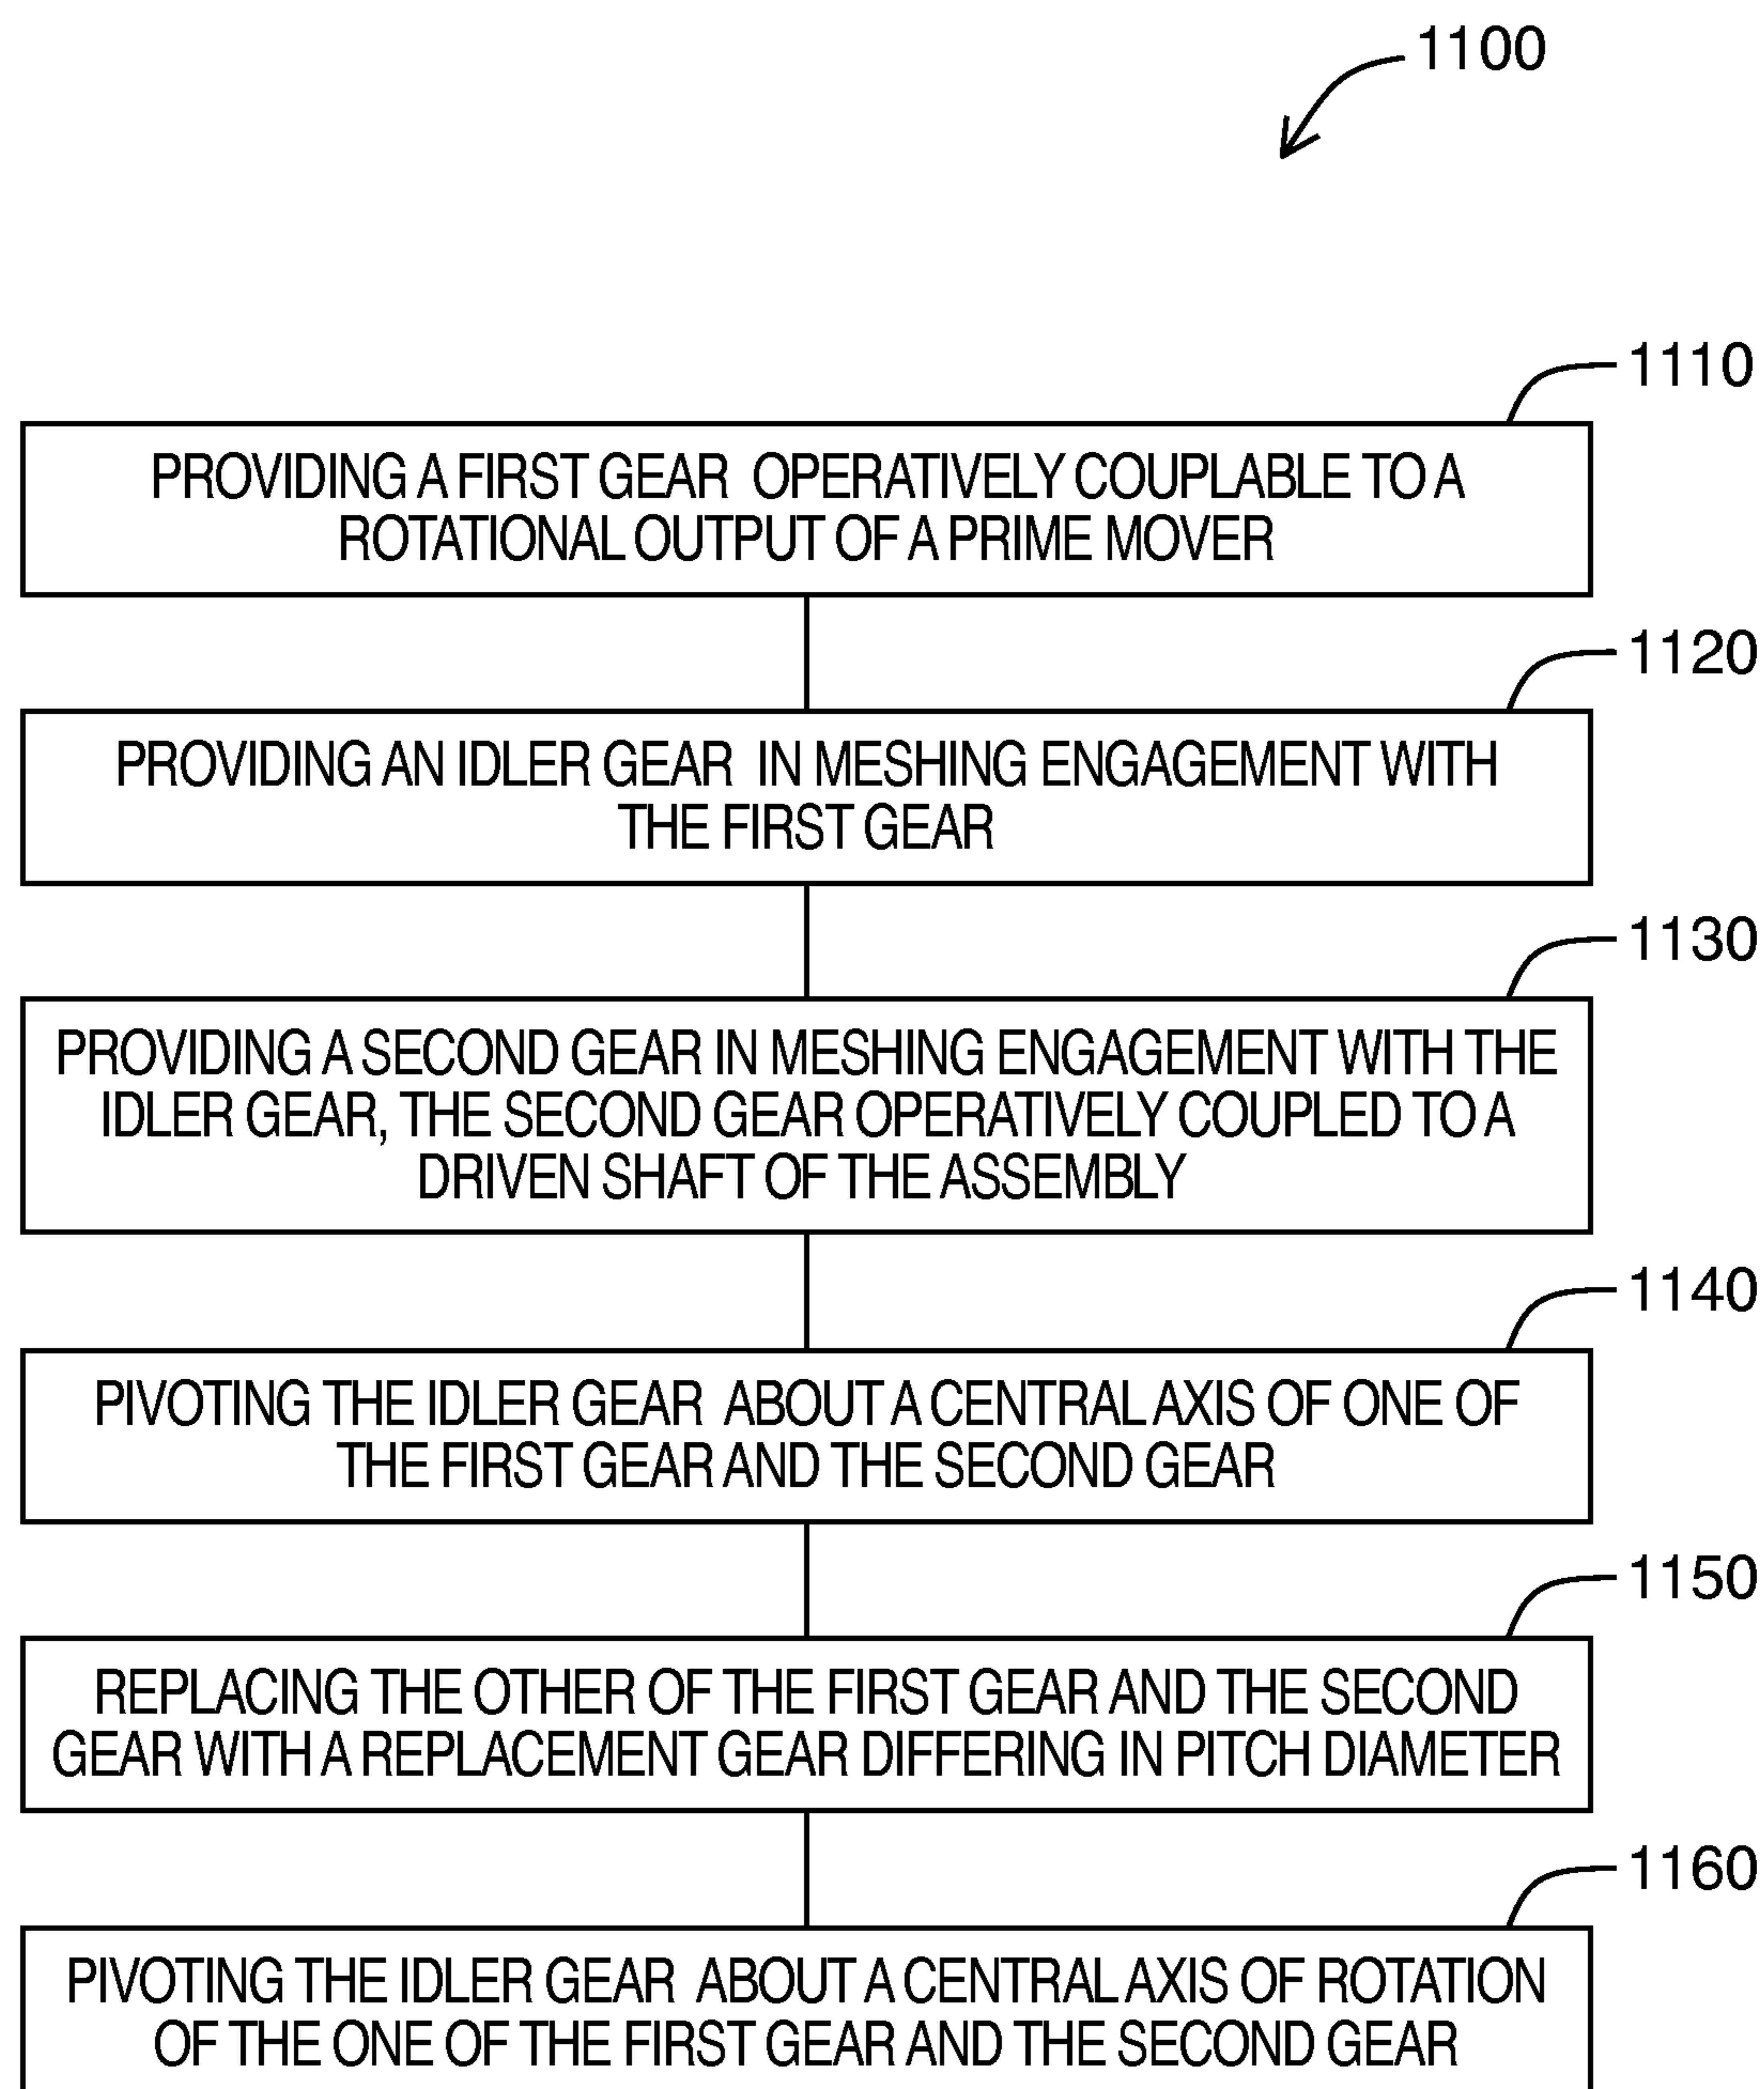 1100
1110
PROVIDING A FIRST GEAR OPERATIVELY COUPLABLE TO A
ROTATIONAL OUTPUT OF A PRIME MOVER
1120
PROVIDING AN IDLER GEAR IN MESHING ENGAGEMENT WITH
THE FIRST GEAR
1130
PROVIDING A SECOND GEAR IN MESHING ENGAGEMENT WITH THE
IDLER GEAR, THE SECOND GEAR OPERATIVELY COUPLED TO A
DRIVEN SHAFT OF THE ASSEMBLY
1140
PIVOTING THE IDLER GEAR ABOUT A CENTRAL AXIS OF ONE OF
THE FIRST GEAR AND THE SECOND GEAR
1150
REPLACING THE OTHER OF THE FIRST GEAR AND THE SECOND
GEAR WITH A REPLACEMENT GEAR DIFFERING IN PITCH DIAMETER
1160
PIVOTING THE IDLER GEAR ABOUT A CENTRAL AXIS OF ROTATION
OF THE ONE OF THE FIRST GEAR AND THE SECOND GEAR